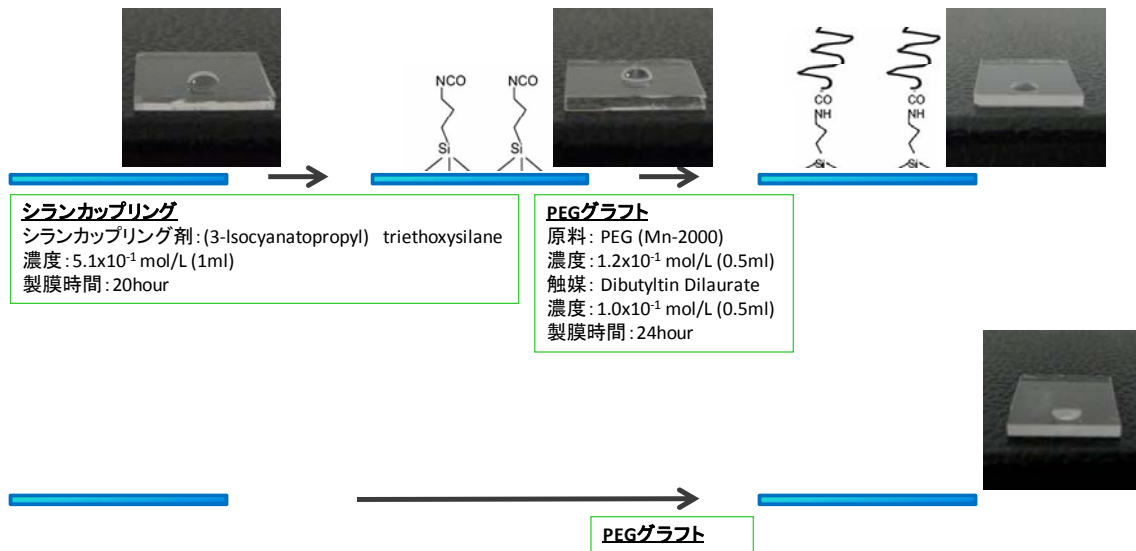 NCO NCO
Si Si
CO CO
NH NH
Si Si
シランカップリング
シランカップリング剤：(3-Isocyanatopropyl) triethoxysilane
濃度：5.1x10⁻¹ mol/L (1ml)
製膜時間：20hour
PEGグラフト
原料： PEG (Mn-2000)
濃度：1.2x10⁻¹ mol/L (0.5ml)
触媒： Dibutyltin Dilaurate
濃度：1.0x10⁻¹ mol/L (0.5ml)
製膜時間：24hour
PEGグラフト